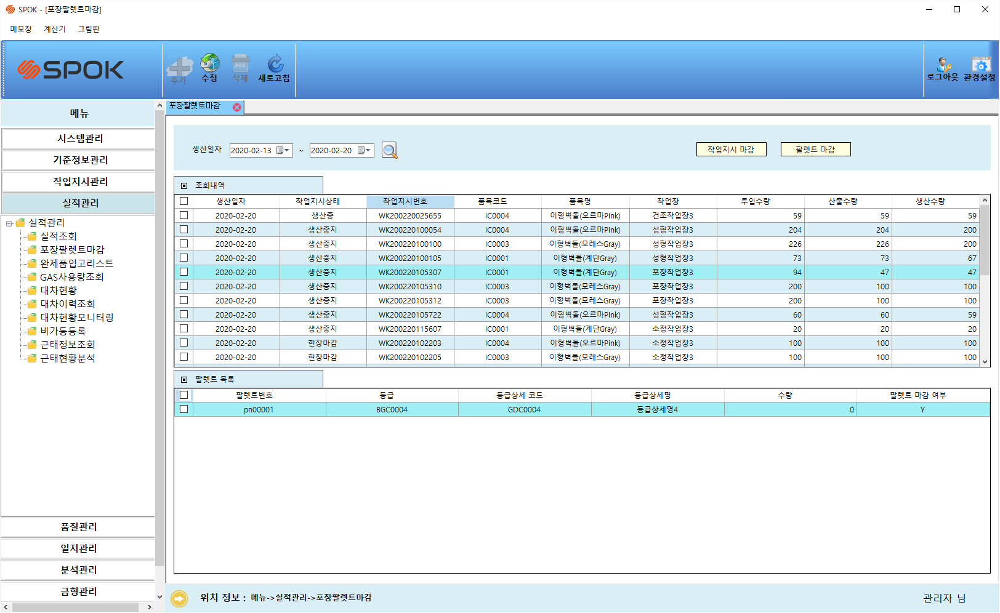 SPOK - [포장팔렛트마감]
메모장 계산기 그림판
SPOK 추가 수정 삭제 새로고침 로그아웃 환경설정
메뉴
시스템관리
기준정보관리
작업지시관리
실적관리
실적관리
실적조회
포장팔렛트마감
완제품입고리스트
GAS사용량조회
대차현황
대차이력조회
대차현황모니터링
비가동등록
근태정보조회
근태현황분석
품질관리
일지관리
분석관리
금형관리
포장팔렛트마감
생산일자 2020-02-13 ~ 2020-02-20 작업지시 마감 팔렛트 마감
조회내역
생산일자 작업지시상태 작업지시번호 품목코드 품목명 작업장 투입수량 산출수량 생산수량
2020-02-20 생산중 WK200220025655 IC0004 이형벽돌(오르마Pink) 건조작업장3 59 59 59
2020-02-20 생산중지 WK200220100054 IC0004 이형벽돌(오르마Pink) 성형작업장3 204 204 200
2020-02-20 생산중지 WK200220100100 IC0003 이형벽돌(모레스Gray) 성형작업장3 226 226 200
2020-02-20 생산중지 WK200220100105 IC0001 이형벽돌(계단Gray) 성형작업장3 73 73 67
2020-02-20 생산중지 WK200220105307 IC0001 이형벽돌(계단Gray) 포장작업장3 94 47 47
2020-02-20 생산중지 WK200220105310 IC0003 이형벽돌(모레스Gray) 포장작업장3 200 100 100
2020-02-20 생산중지 WK200220105312 IC0003 이형벽돌(모레스Gray) 포장작업장3 200 100 100
2020-02-20 생산중지 WK200220105722 IC0004 이형벽돌(오르마Pink) 성형작업장3 60 60 59
2020-02-20 생산중지 WK200220115607 IC0001 이형벽돌(계단Gray) 소정작업장3 20 20 20
2020-02-20 현장마감 WK200220102203 IC0004 이형벽돌(오르마Pink) 소정작업장3 100 100 100
2020-02-20 현장마감 WK200220102205 IC0003 이형벽돌(모레스Gray) 소정작업장3 100 100 100
팔렛트 목록
팔렛트번호 등급 등급상세 코드 등급상세명 수량 팔렛트 마감 여부
pn00001 BGC0004 GDC0004 등급상세명4 0 Y
위치 정보 : 메뉴->실적관리->포장팔렛트마감 관리자 님